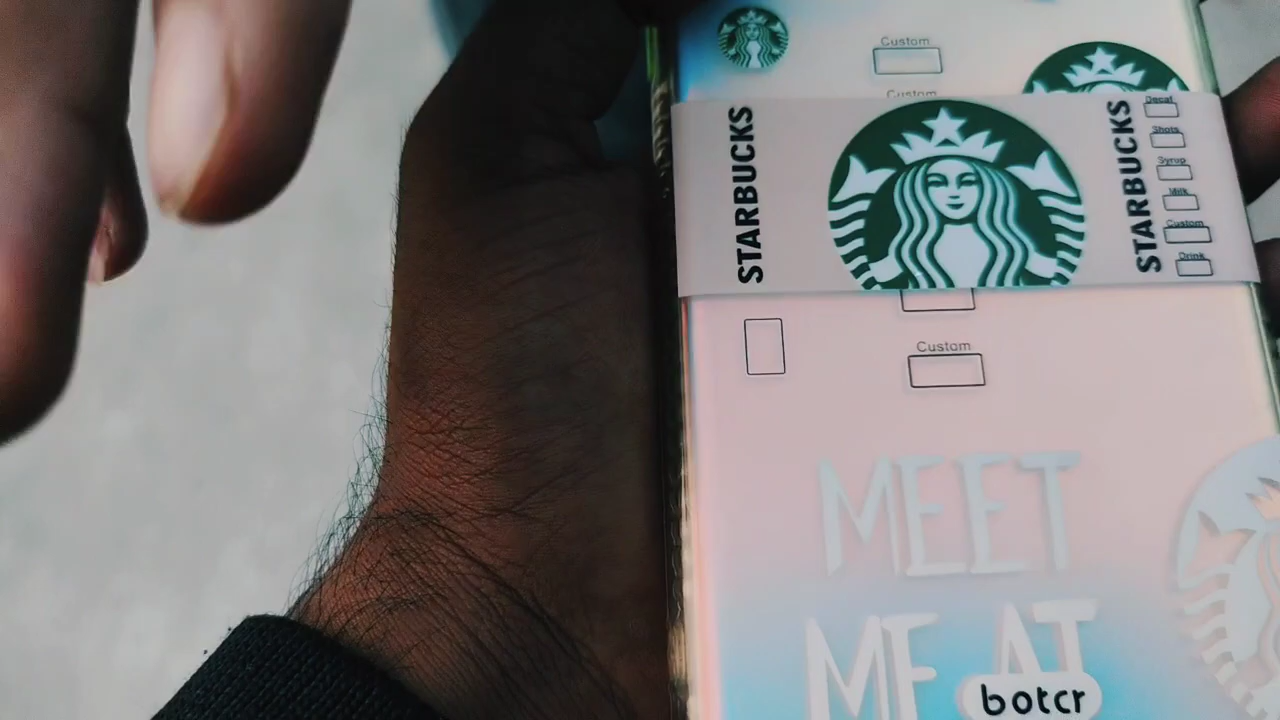 Custom
Custom
STARBUCKS
STARBUCKS
Decaf
Shots
Syrup
Milk
Custom
Drink
Custom
MEET
ME AT
botcr